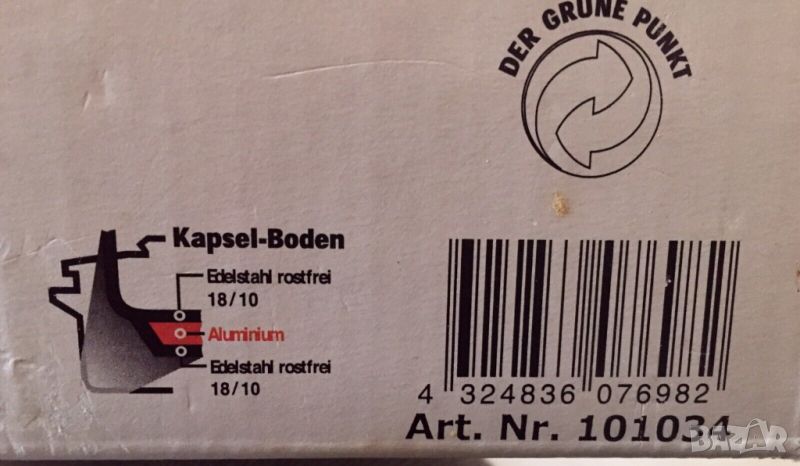 DER GRÜNE PUNKT
Kapsel-Boden
Edelstahl rostfrei
18/10
Aluminium
Edelstahl rostfrei
18/10
4 324836 076982
Art. Nr. 101034
BAZAR